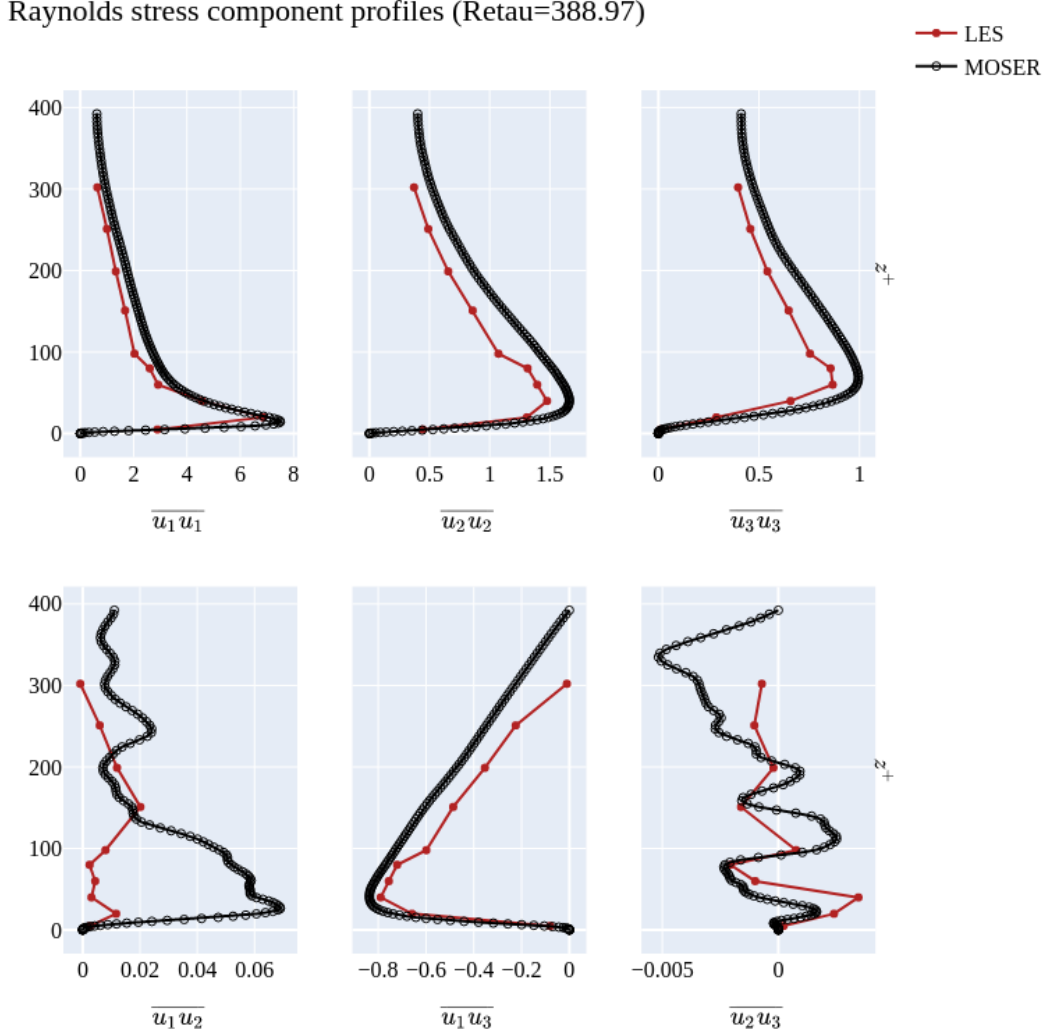 Raynolds stress component profiles (Retau=388.97)
LES
MOSER
400
300
200
100
0
0 2 4 6 8
u₁u₁
0 0.5 1 1.5
u₂u₂
0 0.5 1
u₃u₃
z₊
400
300
200
100
0
0 0.02 0.04 0.06
u₁u₂
−0.8 −0.6 −0.4 −0.2 0
u₁u₃
−0.005 0
u₂u₃
z₊